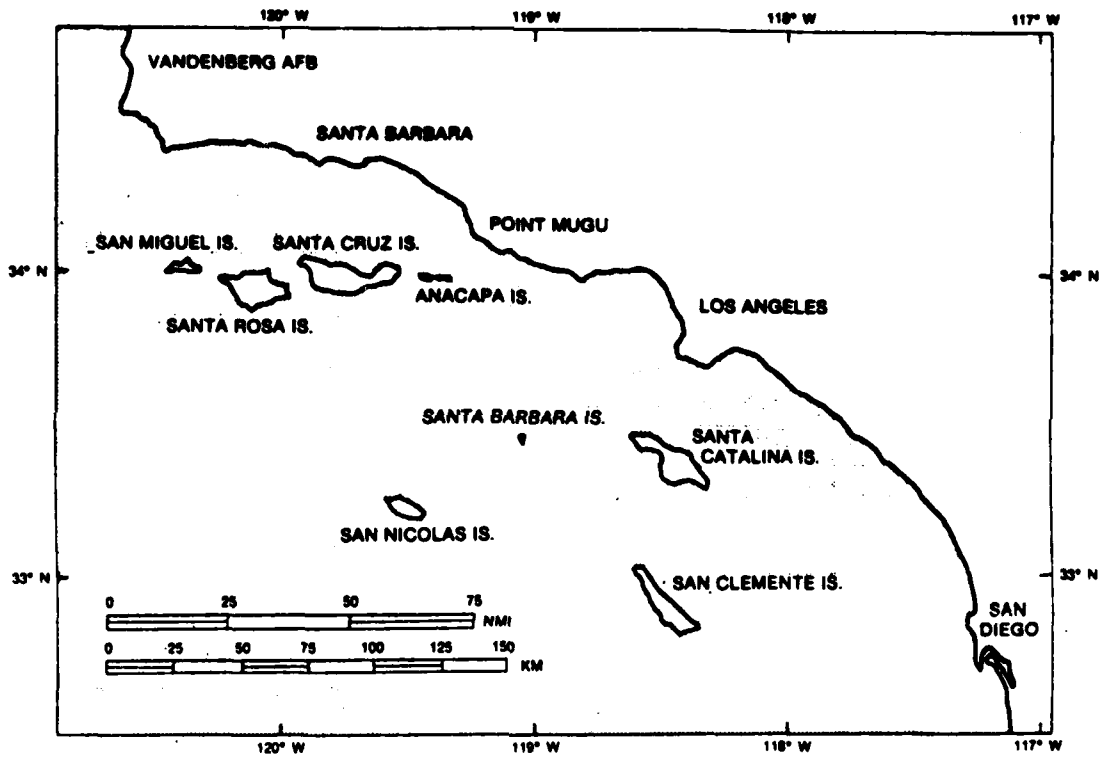 120° W 119° W 118° W 117° W
VANDENBERG AFB
SANTA BARBARA
POINT MUGU
SAN MIGUEL IS. SANTA CRUZ IS.
34° N 34° N
ANACAPA IS.
LOS ANGELES
SANTA ROSA IS.
SANTA BARBARA IS.
SANTA
CATALINA IS.
SAN NICOLAS IS.
33° N 33° N
SAN CLEMENTE IS.
0 25 50 75
NMI
SAN
DIEGO
0 25 50 75 100 125 150
KM
120° W 119° W 118° W 117° W